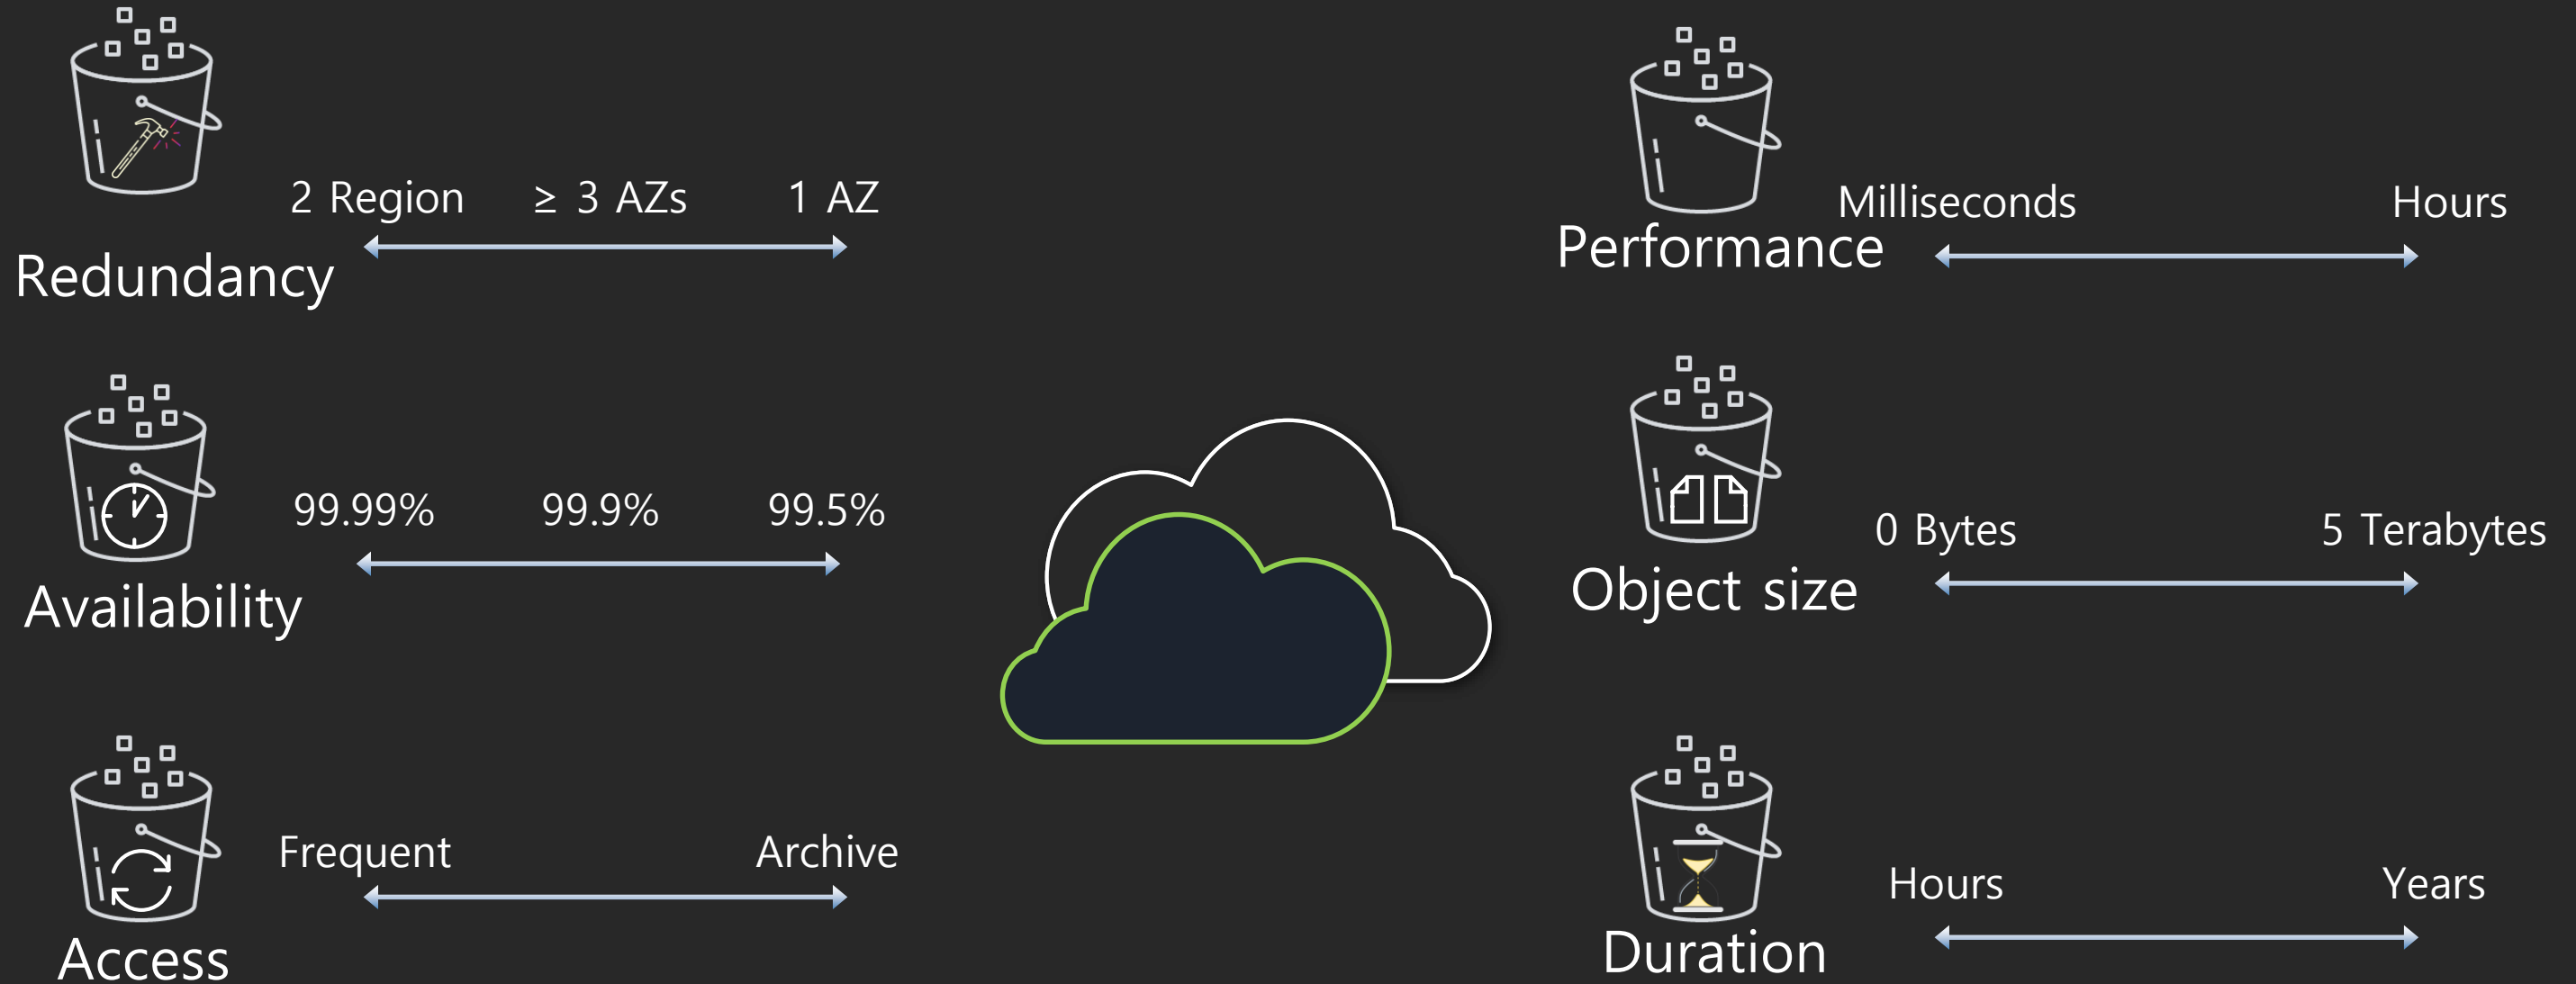 2 Region ≥ 3 AZs 1 AZ
Redundancy
99.99% 99.9% 99.5%
Availability
Frequent Archive
Access
Milliseconds Hours
Performance
0 Bytes 5 Terabytes
Object size
Hours Years
Duration